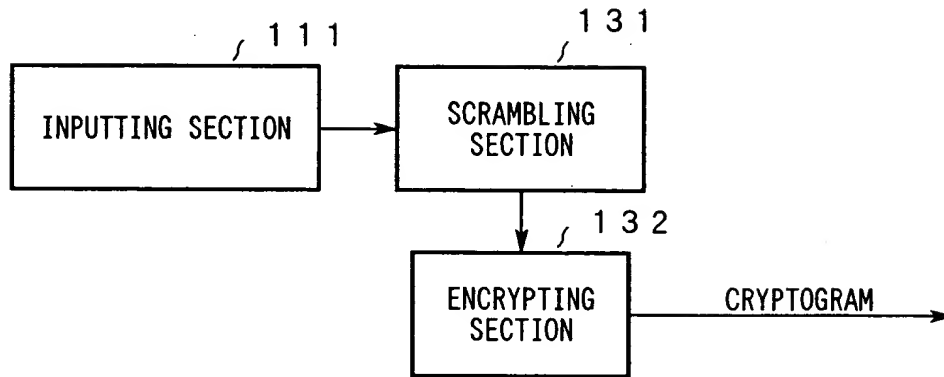 111
INPUTTING SECTION
131
SCRAMBLING
SECTION
132
ENCRYPTING
SECTION
CRYPTOGRAM